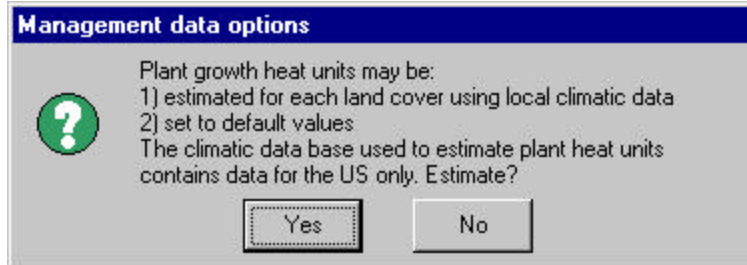 Management data options
Plant growth heat units may be:
1) estimated for each land cover using local climatic data
2) set to default values
The climatic data base used to estimate plant heat units
contains data for the US only. Estimate?
Yes No